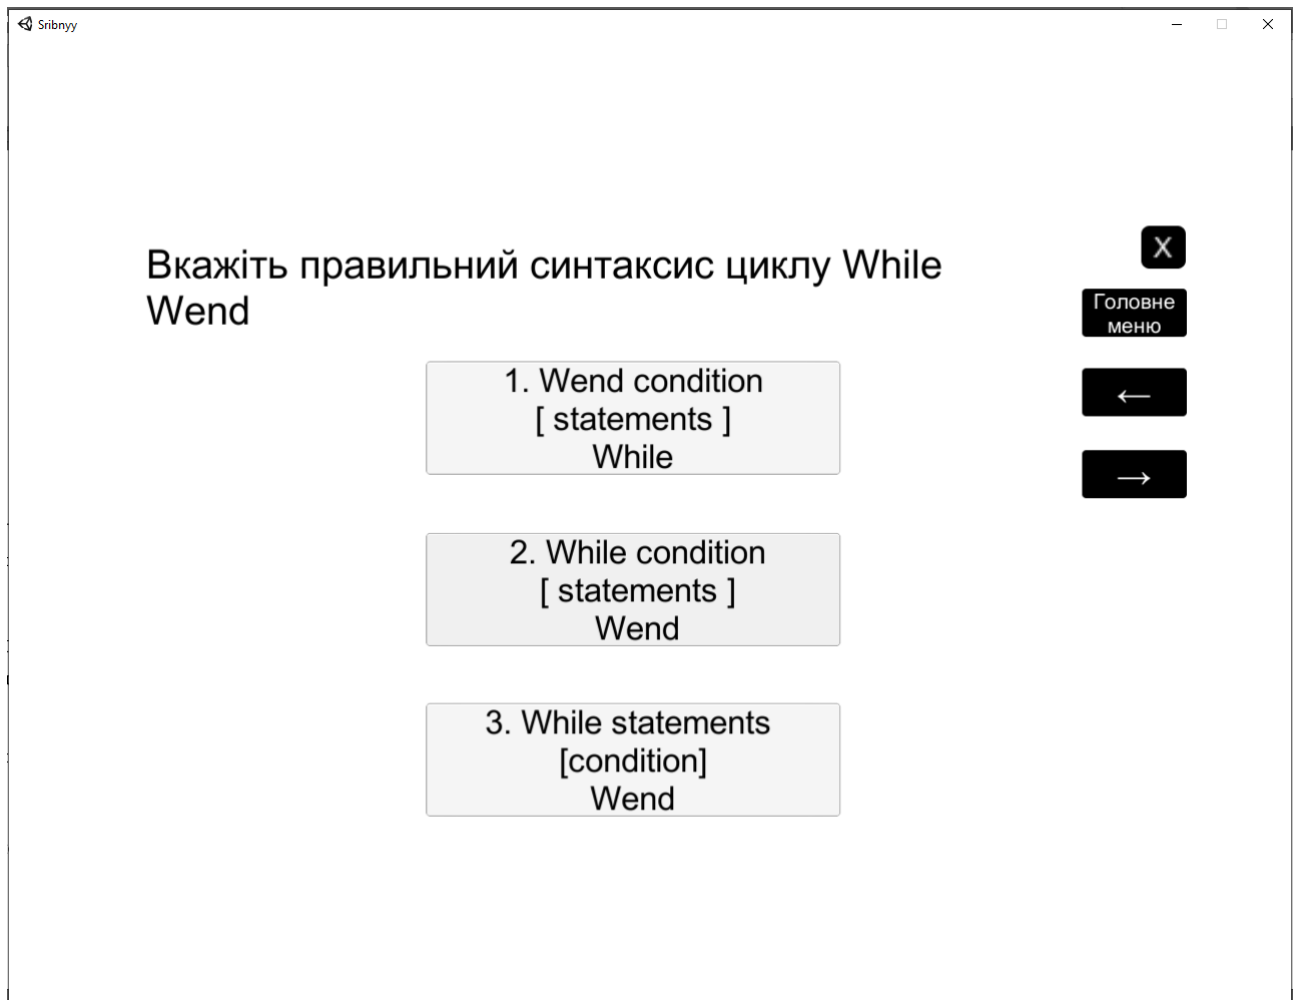 Sribnyy
Вкажіть правильний синтаксис циклу While
Wend
X
Головне
меню
1. Wend condition
[ statements ]
While
←
2. While condition
[ statements ]
Wend
→
3. While statements
[condition]
Wend